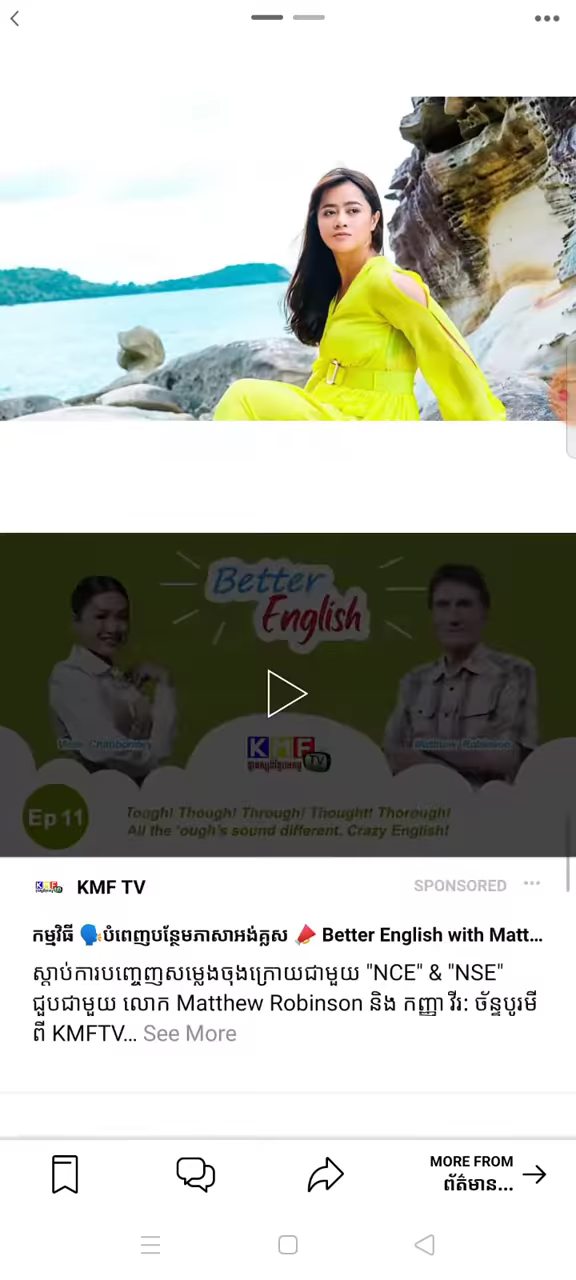 Better
English
KMF
TV
Matthew Robinson
Ep 11
Tough! Though! Through! Thought! Thorough!
All the 'ough's sound different. Crazy English!
KMF TV
SPONSORED
កម្មវិធី 🗣️បំពេញបន្ថែមភាសាអង់គ្លស 📣 Better English with Matt...
ស្តាប់ការបញ្ចេញសម្លេងចុងក្រោយជាមួយ "NCE" & "NSE"
ជួបជាមួយ លោក Matthew Robinson និង កញ្ញា វីរ: ច័ន្ទបូរមី
ពី KMFTV... See More
MORE FROM
ព័ត៌មាន...